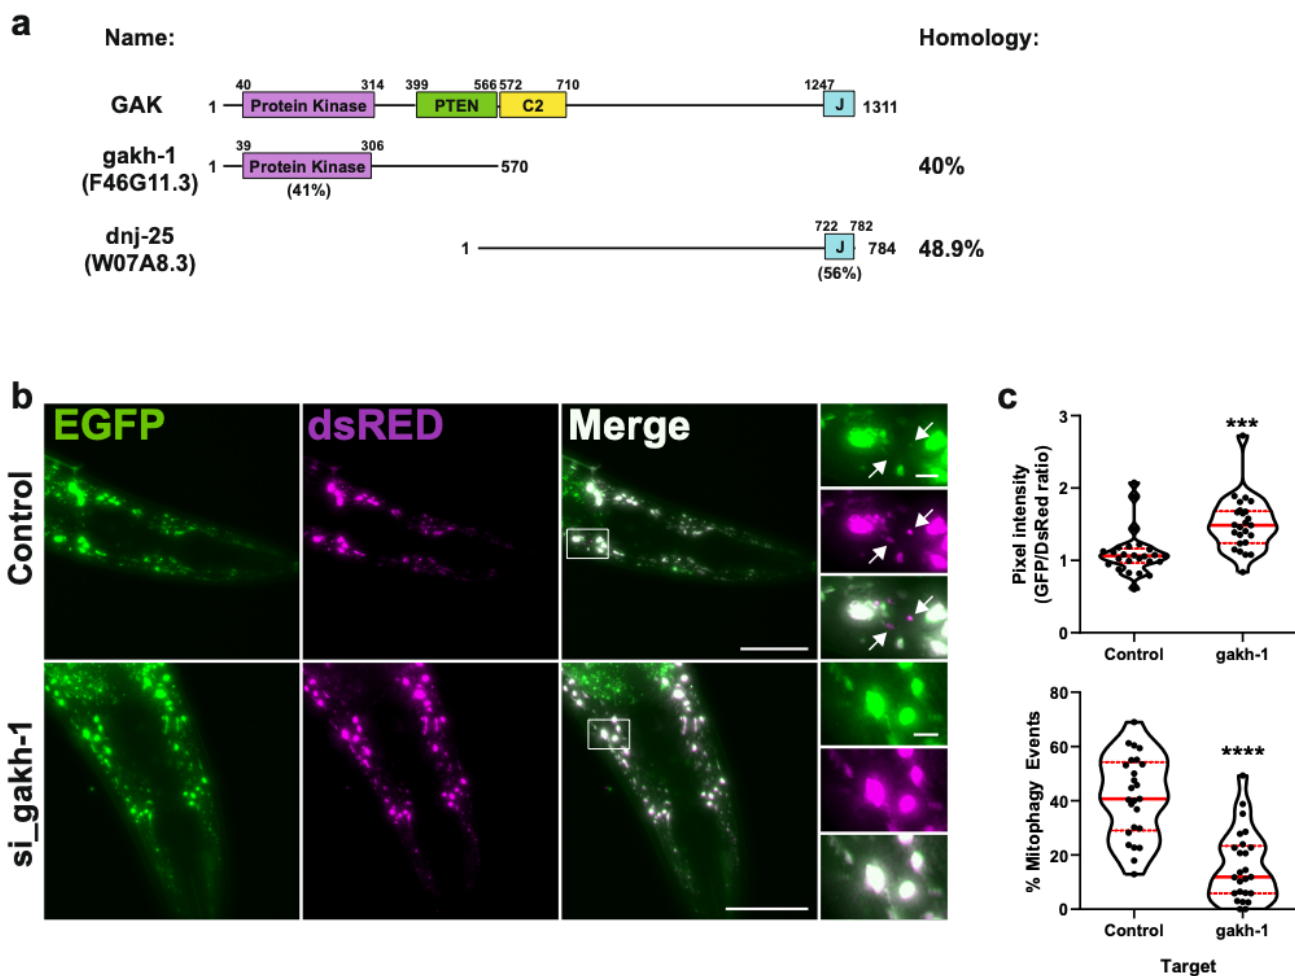 a
Name:
Homology:
40 314 399 566 572 710 1247
GAK 1 Protein Kinase PTEN C2 J 1311
39 306
gakh-1 1 Protein Kinase 570 40%
(F46G11.3) (41%)
722 782
dnj-25 1 J 784 48.9%
(W07A8.3) (56%)
b
EGFP dsRED Merge
Control
si_gakh-1
c
3
2
1
0
Pixel intensity
(GFP/DsRed ratio)
***
Control gakh-1
80
60
40
20
0
% Mitophagy Events
****
Control gakh-1
Target